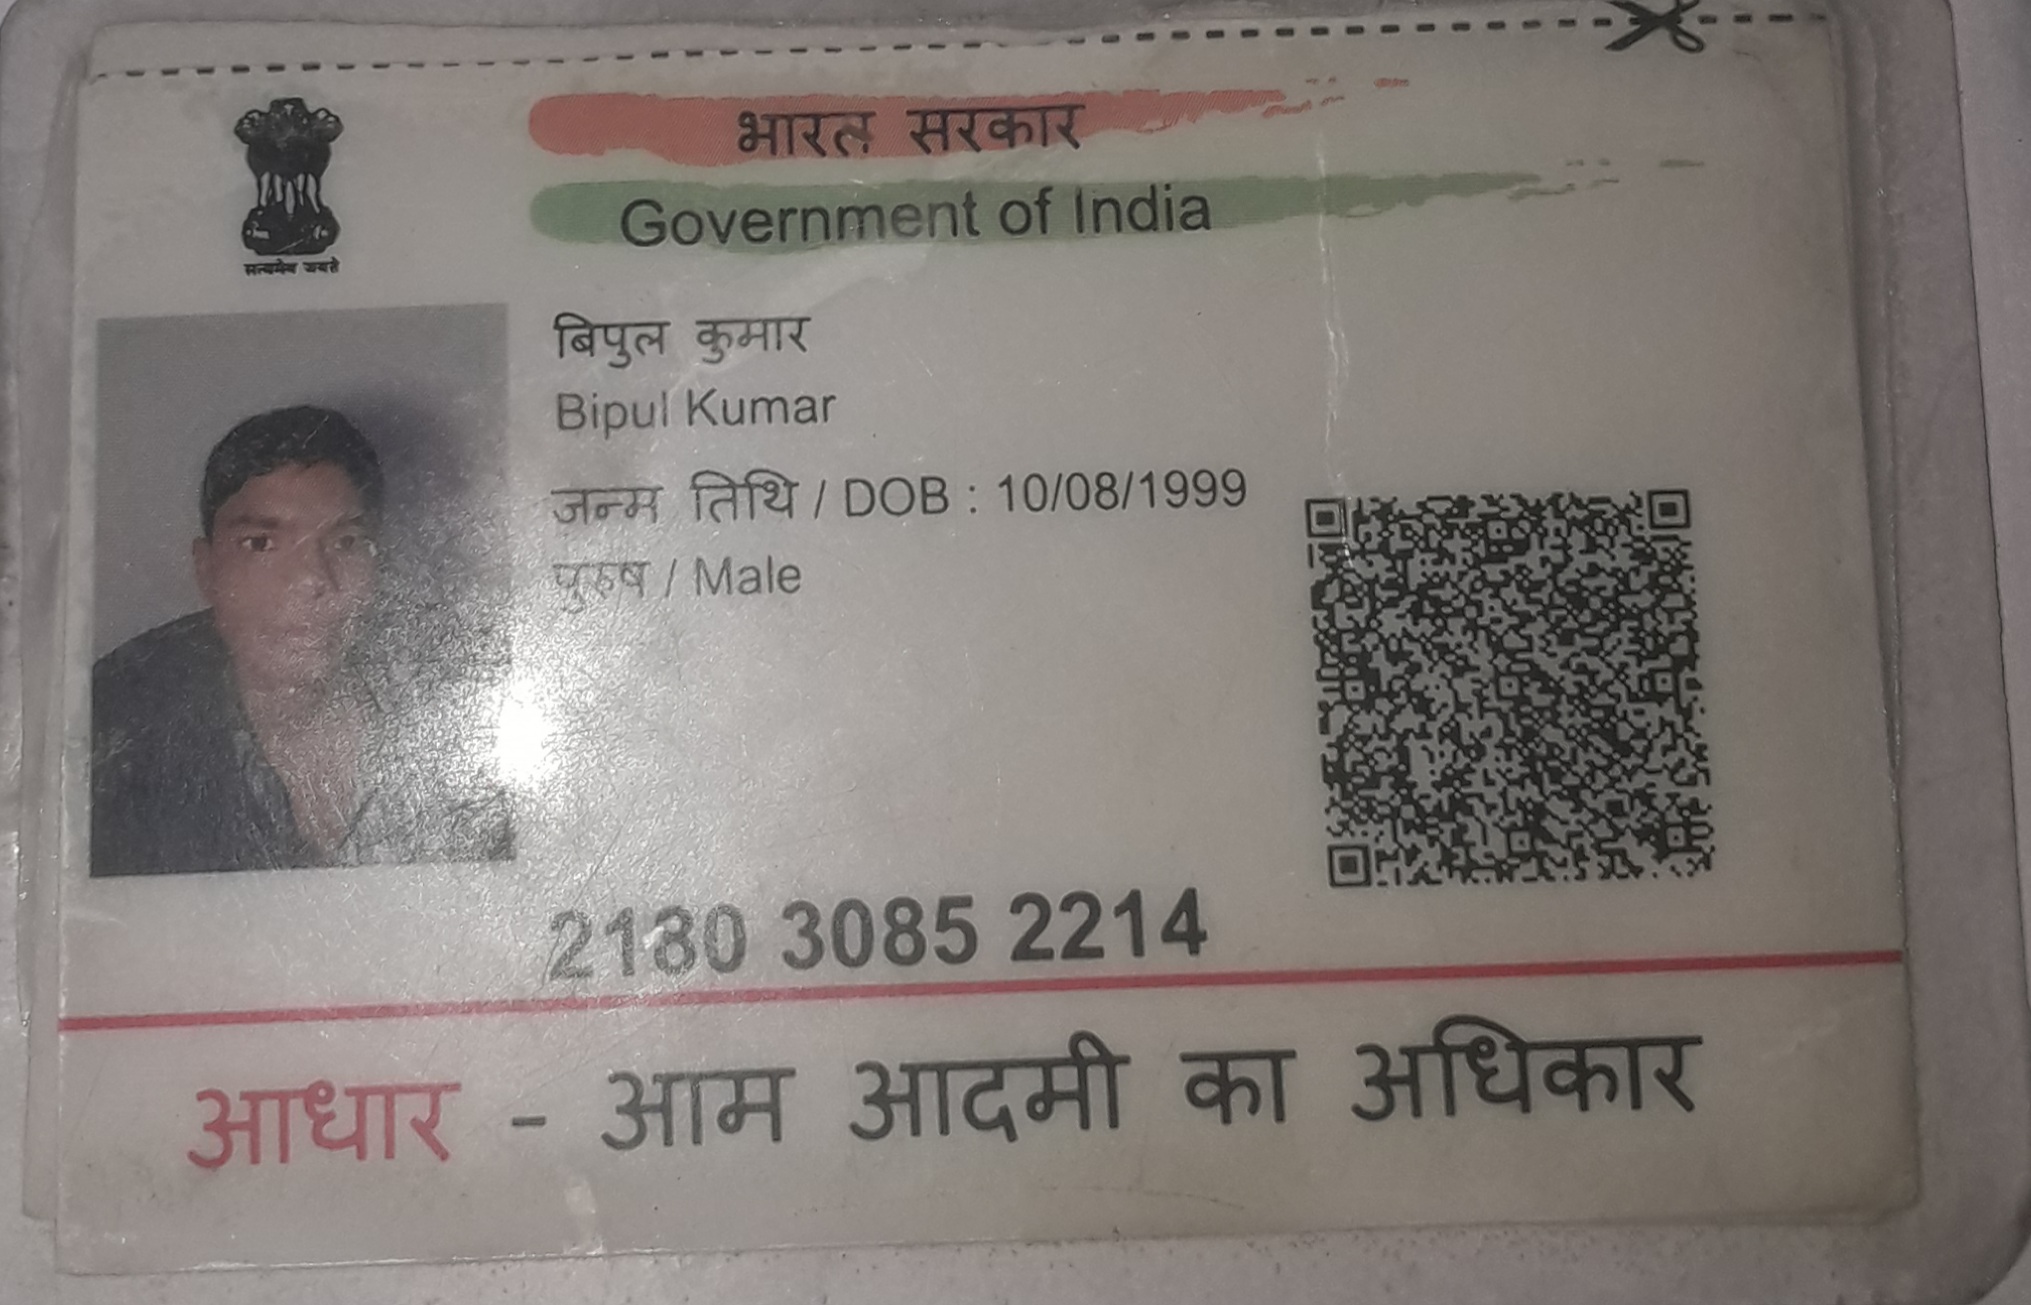 भारत सरकार
Government of India
सत्यमेव जयते
बिपुल कुमार
Bipul Kumar
जन्म तिथि / DOB : 10/08/1999
पुरुष / Male
2180 3085 2214
आधार - आम आदमी का अधिकार